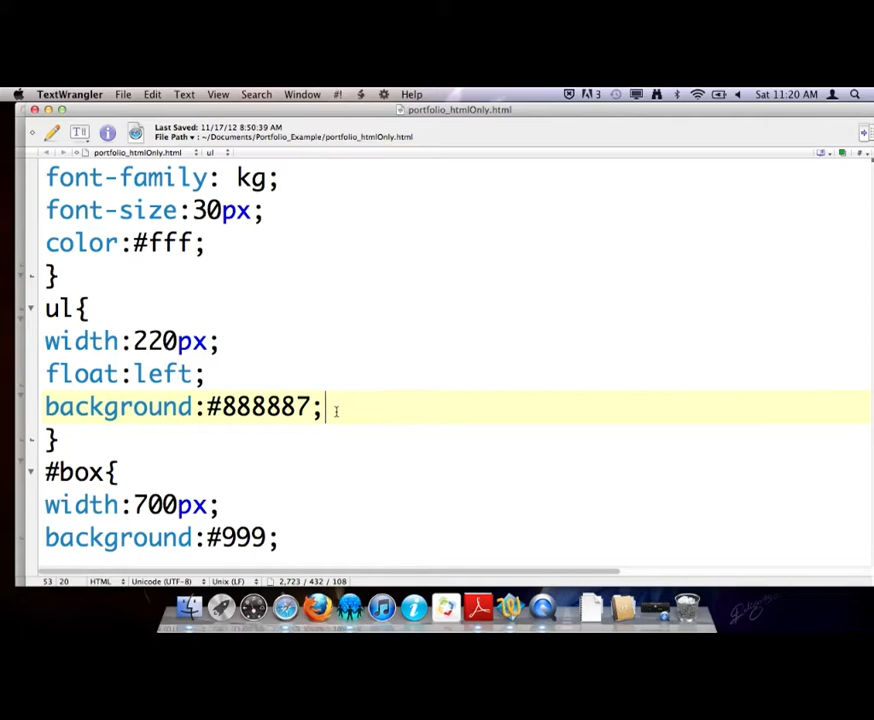 TextWrangler File Edit Text View Search Window #! Help 3 Sat 11:20 AM
portfolio_htmlOnly.html
Last Saved: 11/17/12 8:50:39 AM
File Path ▾ : ~/Documents/Portfolio_Example/portfolio_htmlOnly.html
portfolio_htmlOnly.html ul
font-family: kg;
font-size:30px;
color:#fff;
}
ul{
width:220px;
float:left;
background:#888887;
}
#box{
width:700px;
background:#999;
53 20 HTML Unicode (UTF-8) Unix (LF) 2,723 / 432 / 108